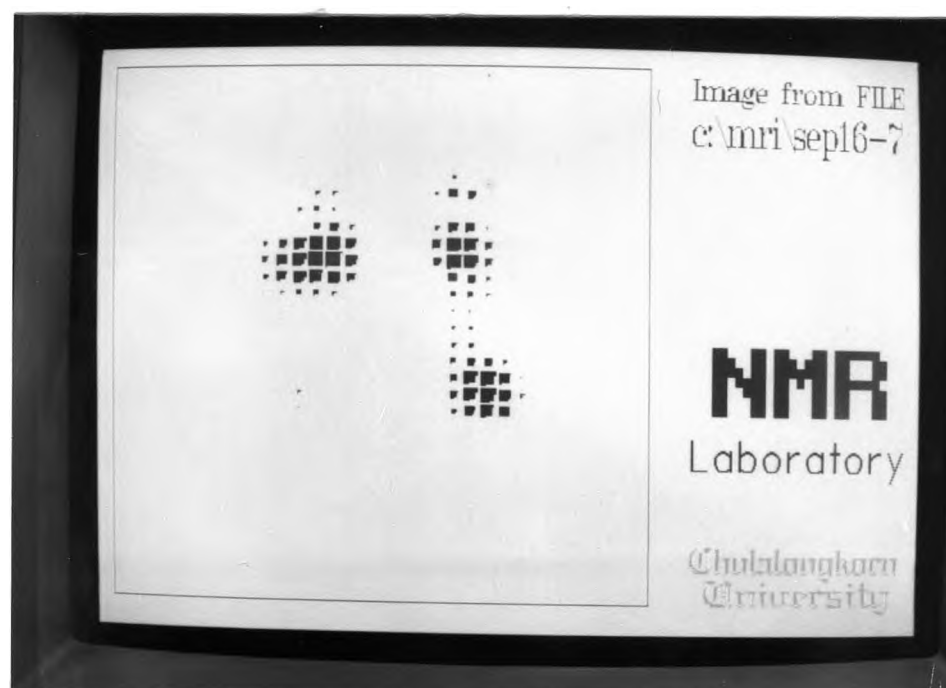 Image from FILE
c:\mri\sep16-7
NMR
Laboratory
Chulalongkorn
University